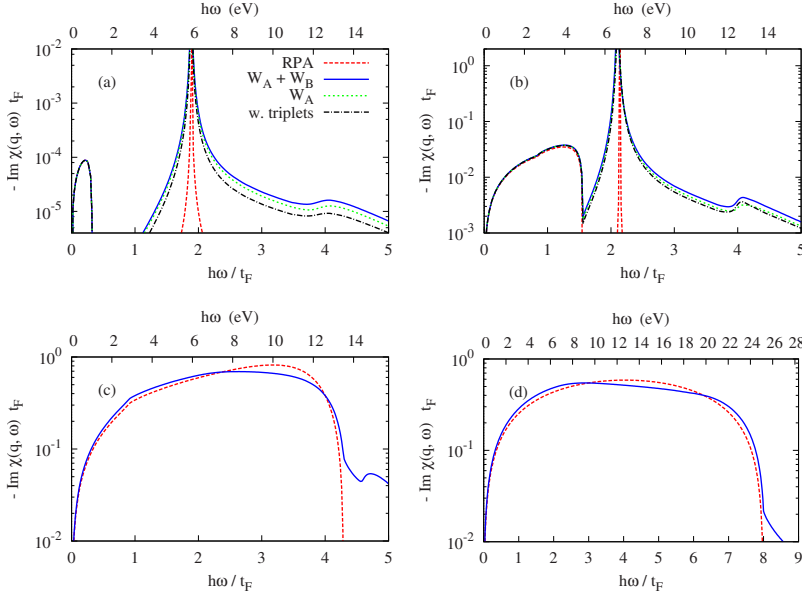 hω (eV)
0 2 4 6 8 10 12 14
10⁻²
10⁻³
10⁻⁴
10⁻⁵
- Im χ(q, ω) t_F
(a)
RPA
W_A + W_B
W_A
w. triplets
0 1 2 3 4 5
hω / t_F
hω (eV)
0 2 4 6 8 10 12
10⁰
10⁻¹
10⁻²
10⁻³
- Im χ(q, ω) t_F
(b)
0 1 2 3 4 5
hω / t_F
hω (eV)
0 2 4 6 8 10 12 14
10⁰
10⁻¹
10⁻²
- Im χ(q, ω) t_F
(c)
0 1 2 3 4 5
hω / t_F
hω (eV)
0 2 4 6 8 10 12 14 16 18 20 22 24 26 28
10⁰
10⁻¹
10⁻²
- Im χ(q, ω) t_F
(d)
0 1 2 3 4 5 6 7 8 9
hω / t_F